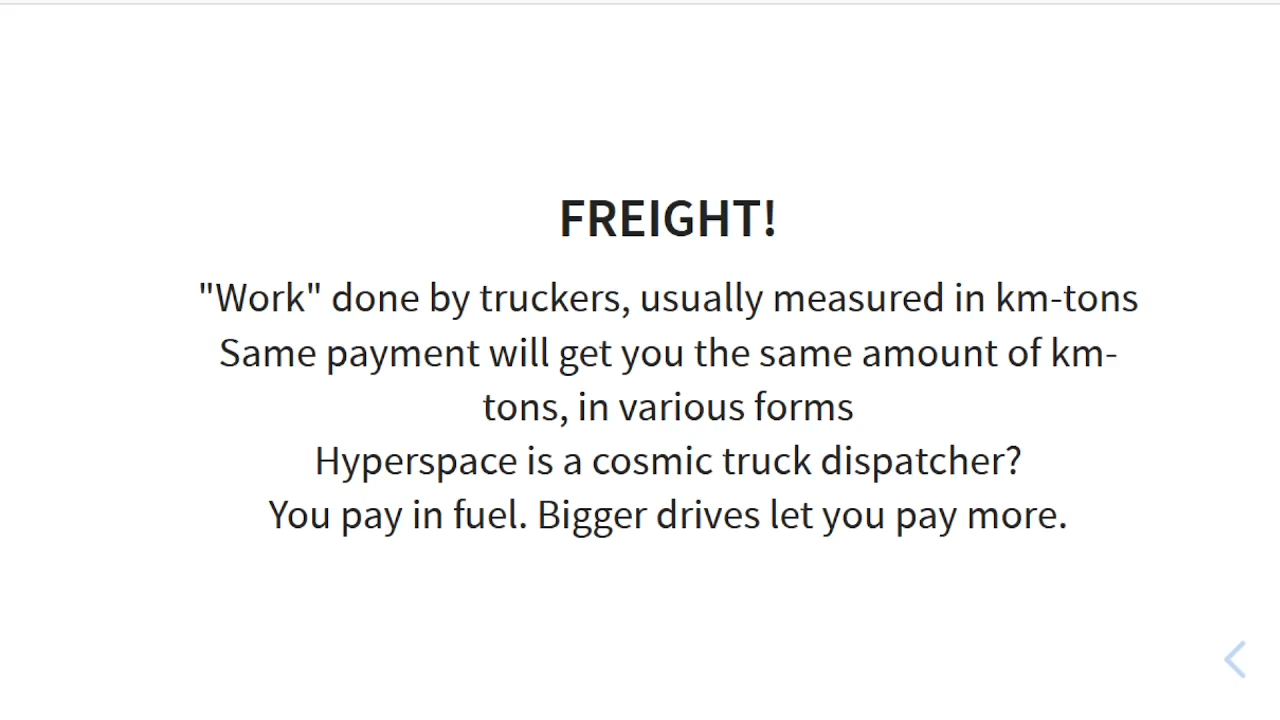 FREIGHT!
"Work" done by truckers, usually measured in km-tons
Same payment will get you the same amount of km-
tons, in various forms
Hyperspace is a cosmic truck dispatcher?
You pay in fuel. Bigger drives let you pay more.